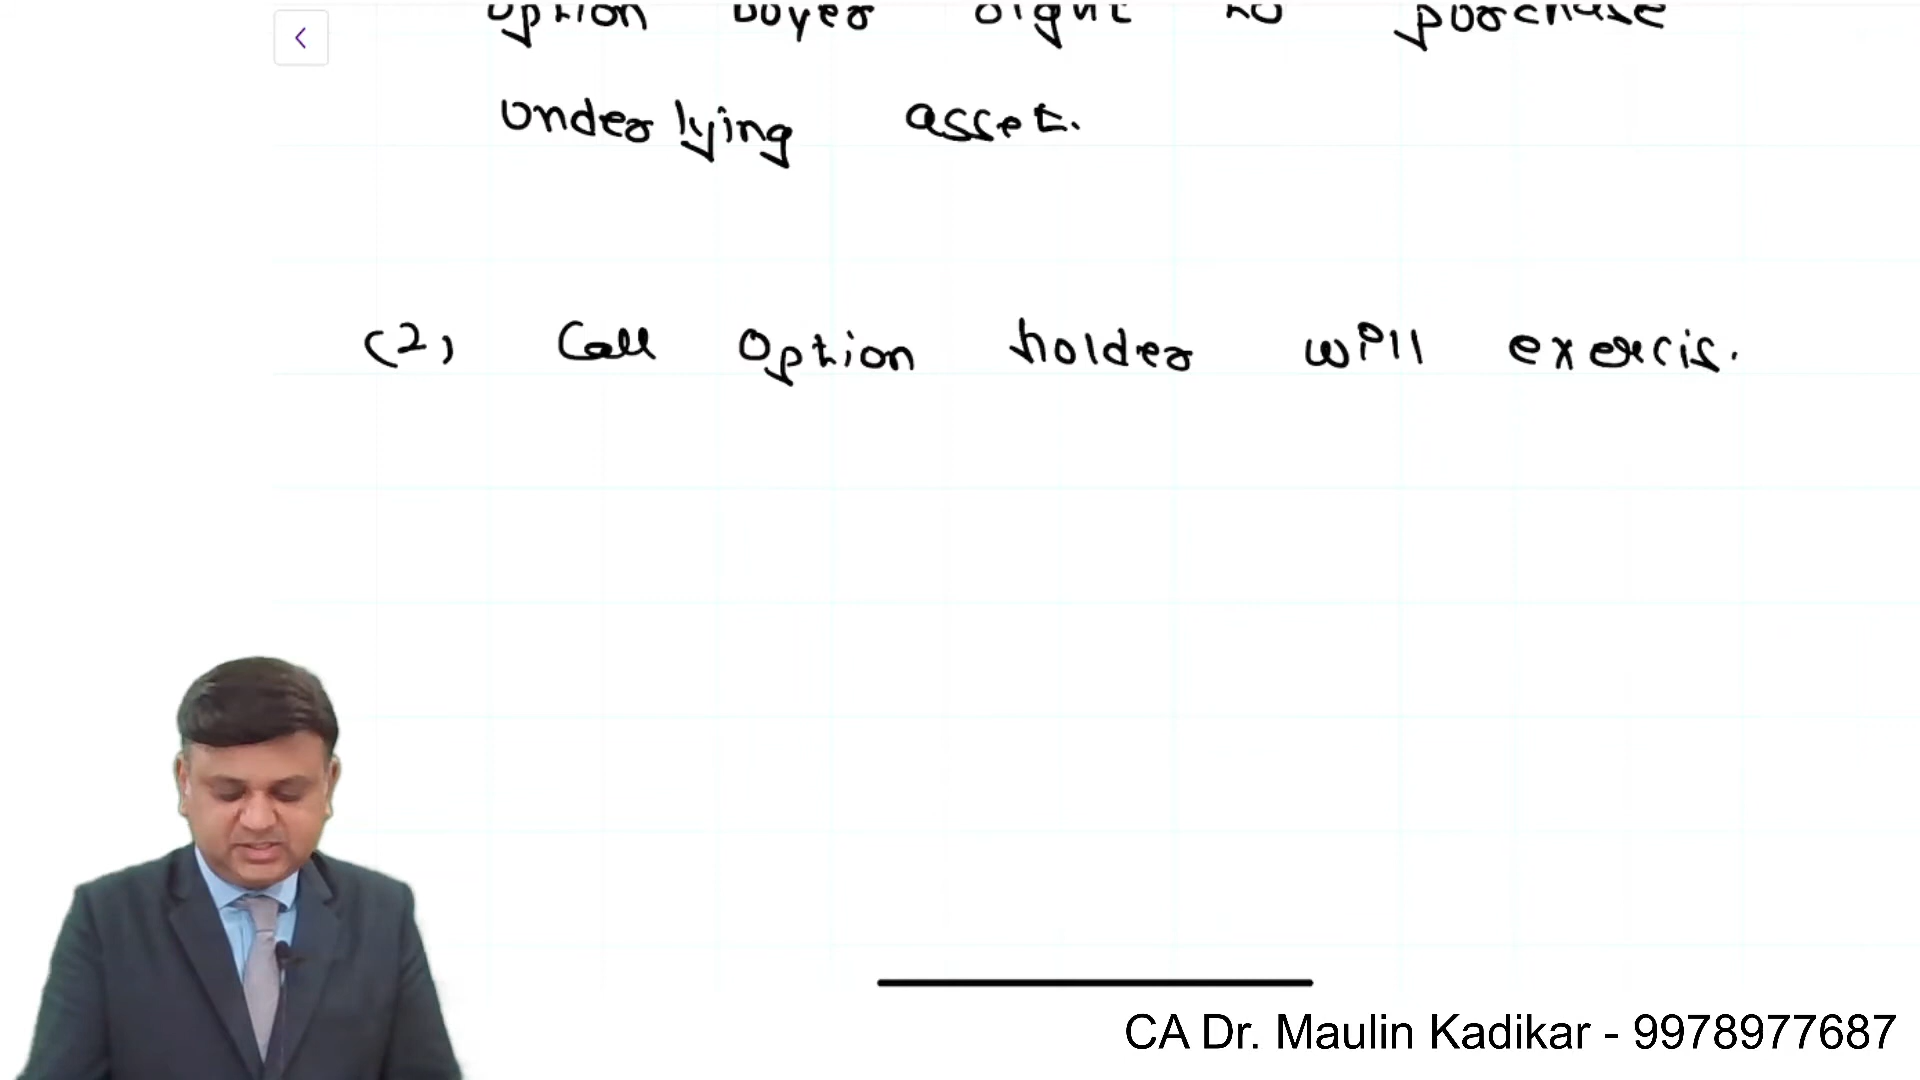 option buyer right to purchase
underlying asset.
(2) Call Option holder will exercis.
CA Dr. Maulin Kadikar - 9978977687